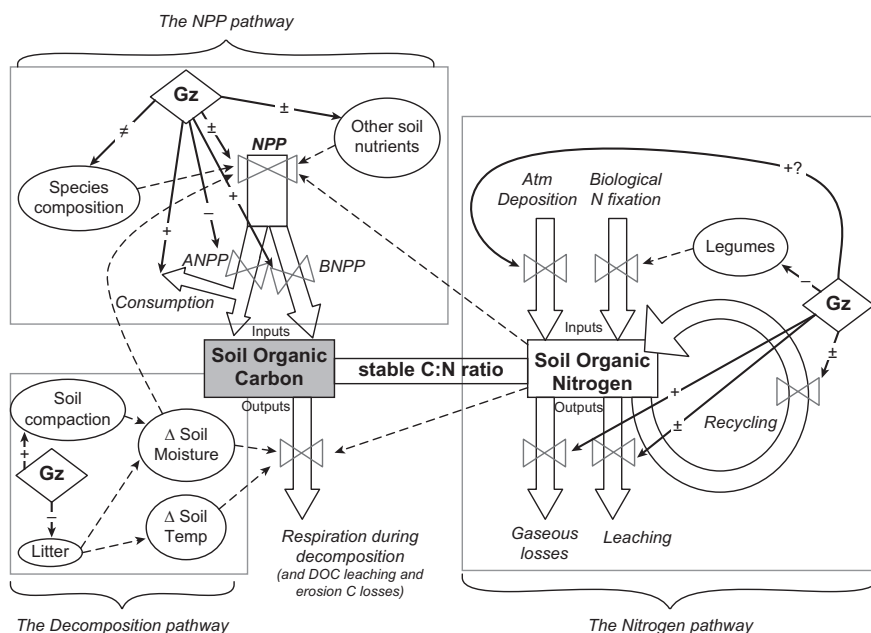 The NPP pathway
Gz
±
≠
±
NPP
Other soil
nutrients
Species
composition
+
−
+
ANPP
BNPP
Consumption
Inputs
Soil Organic
Carbon
Outputs
stable C:N ratio
Atm
Deposition
Biological
N fixation
+?
Legumes
−
Gz
±
Inputs
Soil Organic
Nitrogen
Outputs
+
±
Recycling
Gaseous
losses
Leaching
The Nitrogen pathway
Soil
compaction
+
Gz
−
Litter
Δ Soil
Moisture
Δ Soil
Temp
Respiration during
decomposition
(and DOC leaching and
erosion C losses)
The Decomposition pathway